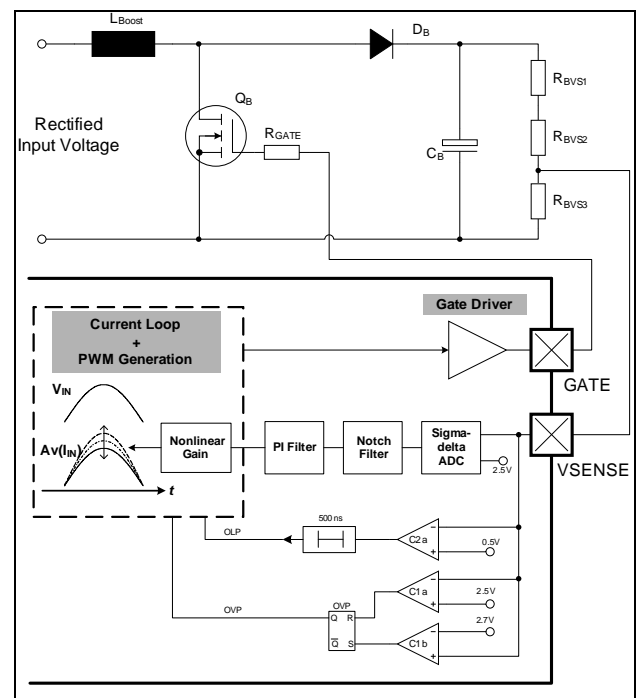 LBoost
DB
QB
RGATE
CB
RBVS1
RBVS2
RBVS3
Rectified
Input Voltage
Current Loop
+
PWM Generation
Gate Driver
GATE
VIN
Av(IIN)
t
Nonlinear
Gain
PI Filter
Notch
Filter
Sigma-
delta
ADC
2.5V
VSENSE
OLP
500 ns
C2a
-
+
0.5V
OVP
OVP
Q
R
Q
S
C1a
-
+
2.5V
C1b
-
+
2.7V